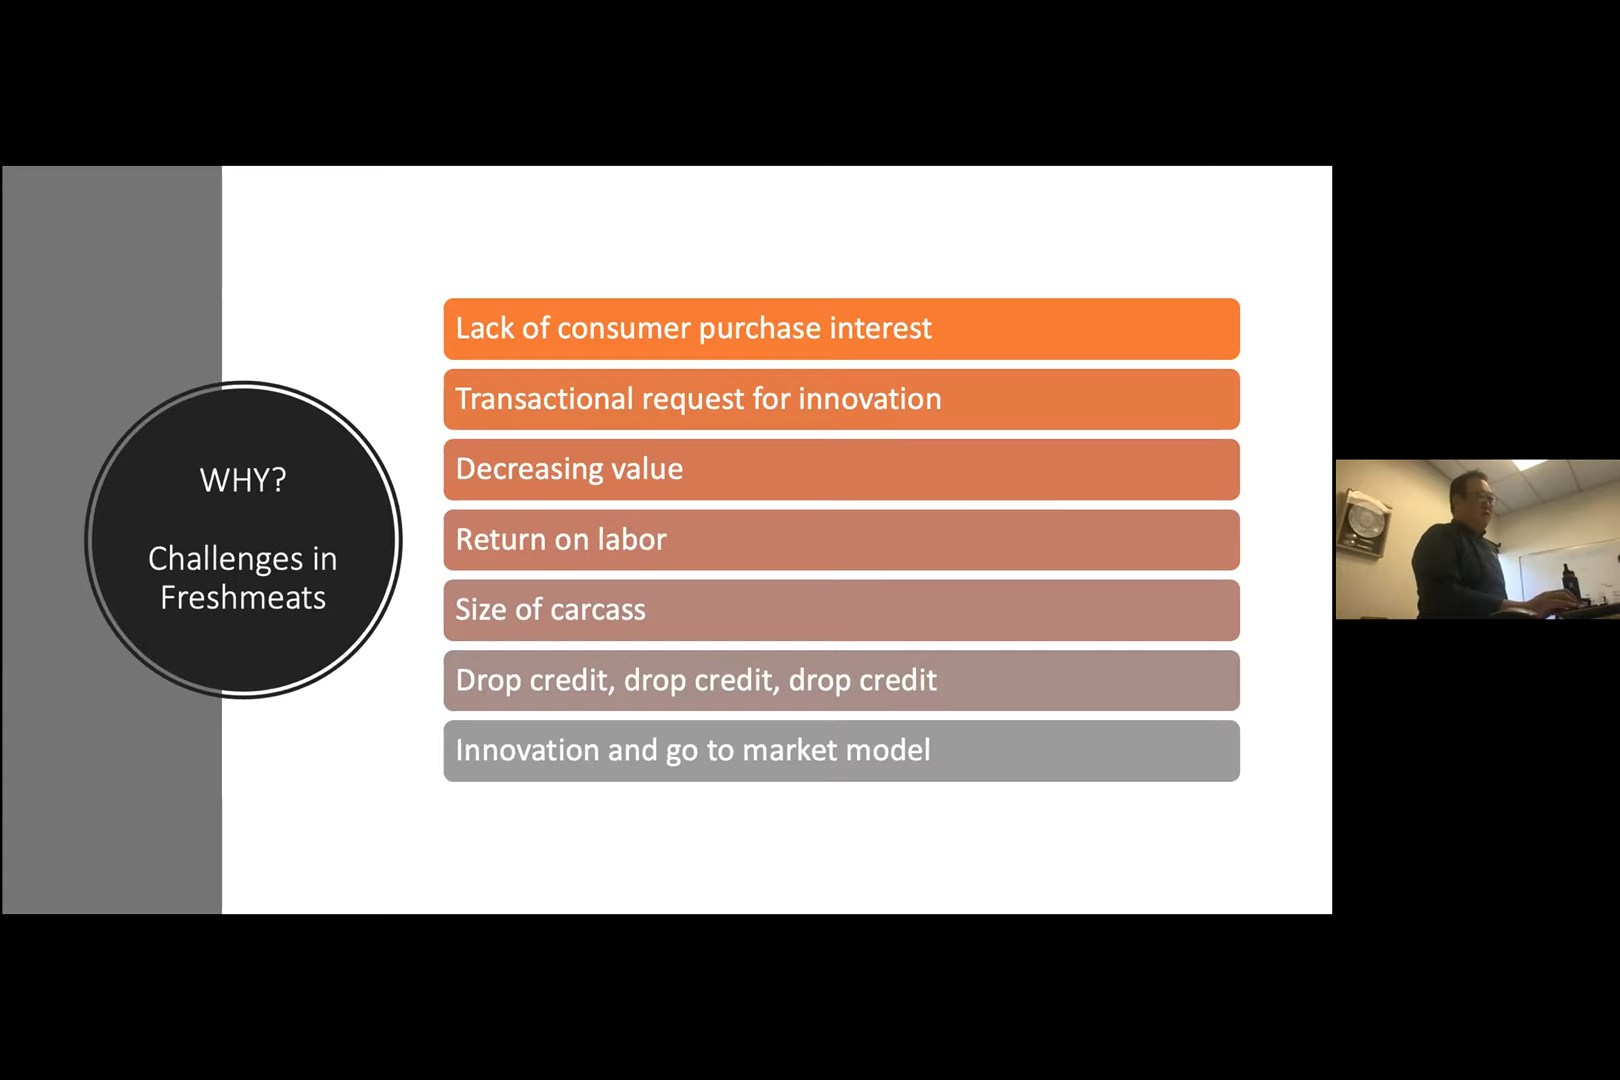 WHY?
Challenges in
Freshmeats
Lack of consumer purchase interest
Transactional request for innovation
Decreasing value
Return on labor
Size of carcass
Drop credit, drop credit, drop credit
Innovation and go to market model